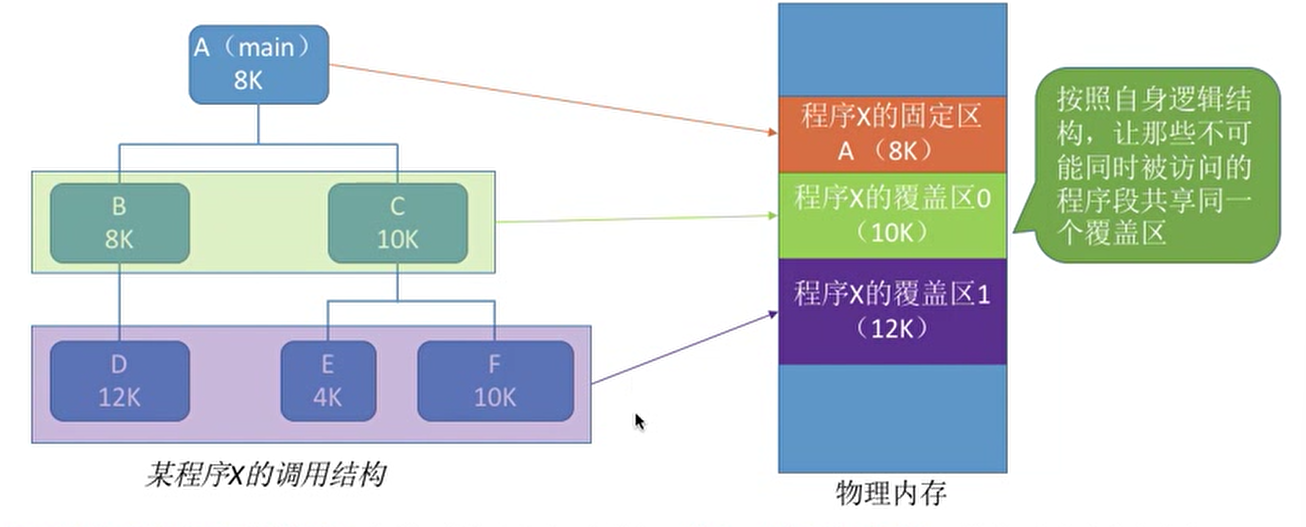 A（main）
8K
B
8K
C
10K
D
12K
E
4K
F
10K
某程序X的调用结构
程序X的固定区
A （8K）
程序X的覆盖区0
（10K）
程序X的覆盖区1
（12K）
物理内存
按照自身逻辑结
构，让那些不可
能同时被访问的
程序段共享同一
个覆盖区